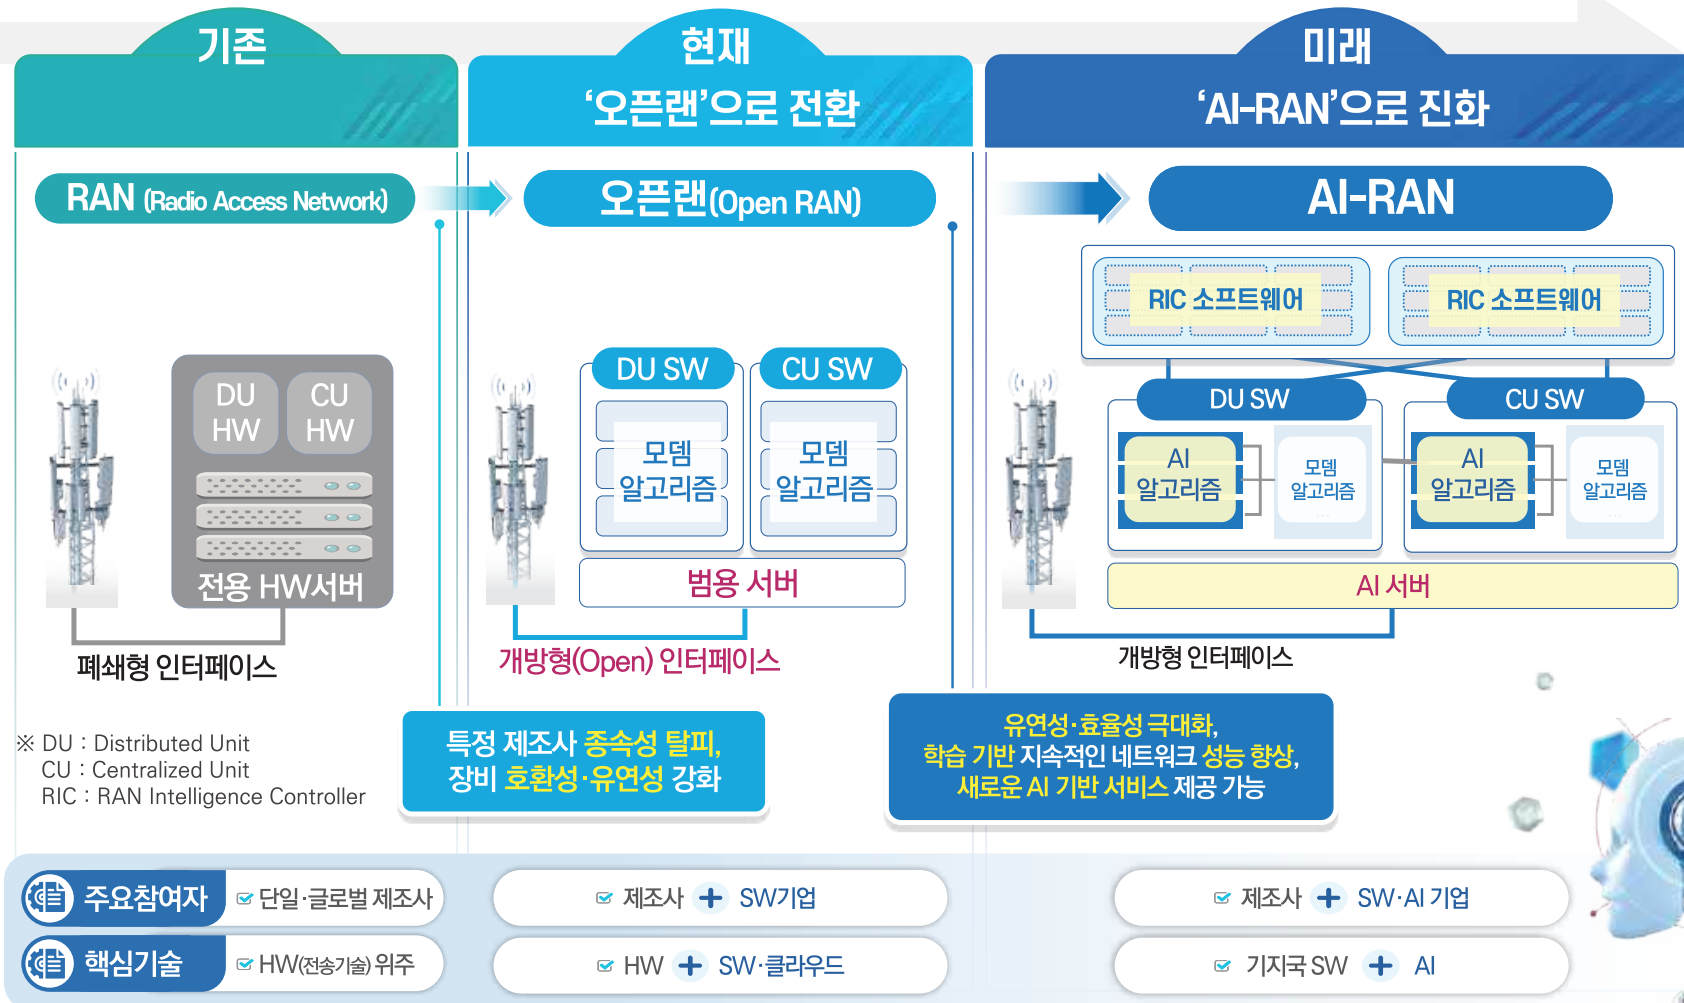 기존
현재
'오픈랜'으로 전환
미래
'AI-RAN'으로 진화
RAN (Radio Access Network)
오픈랜(Open RAN)
AI-RAN
RIC 소프트웨어
RIC 소프트웨어
DU
HW
CU
HW
전용 HW서버
폐쇄형 인터페이스
DU SW
CU SW
모뎀
알고리즘
모뎀
알고리즘
범용 서버
개방형(Open) 인터페이스
DU SW
CU SW
AI
알고리즘
모뎀
알고리즘
AI
알고리즘
모뎀
알고리즘
AI 서버
개방형 인터페이스
※ DU : Distributed Unit
CU : Centralized Unit
RIC : RAN Intelligence Controller
특정 제조사 종속성 탈피,
장비 호환성·유연성 강화
유연성·효율성 극대화,
학습 기반 지속적인 네트워크 성능 향상,
새로운 AI 기반 서비스 제공 가능
주요참여자
단일·글로벌 제조사
제조사 + SW기업
제조사 + SW·AI 기업
핵심기술
HW(전송기술) 위주
HW + SW·클라우드
기지국 SW + AI